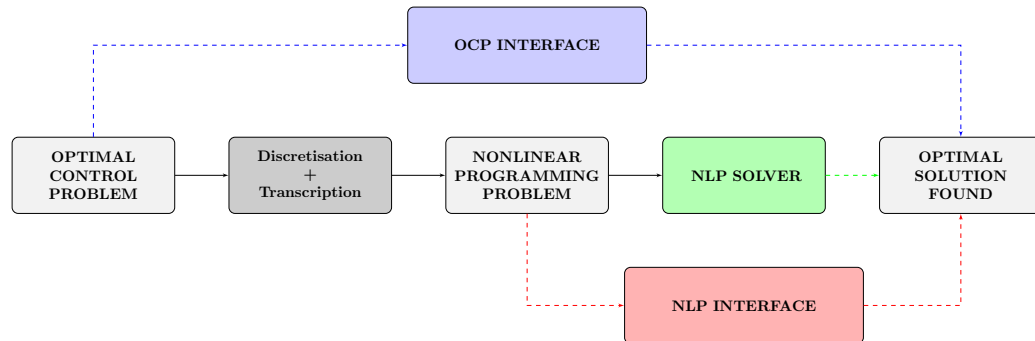 OCP INTERFACE
OPTIMAL
CONTROL
PROBLEM
Discretisation
+
Transcription
NONLINEAR
PROGRAMMING
PROBLEM
NLP SOLVER
OPTIMAL
SOLUTION
FOUND
NLP INTERFACE